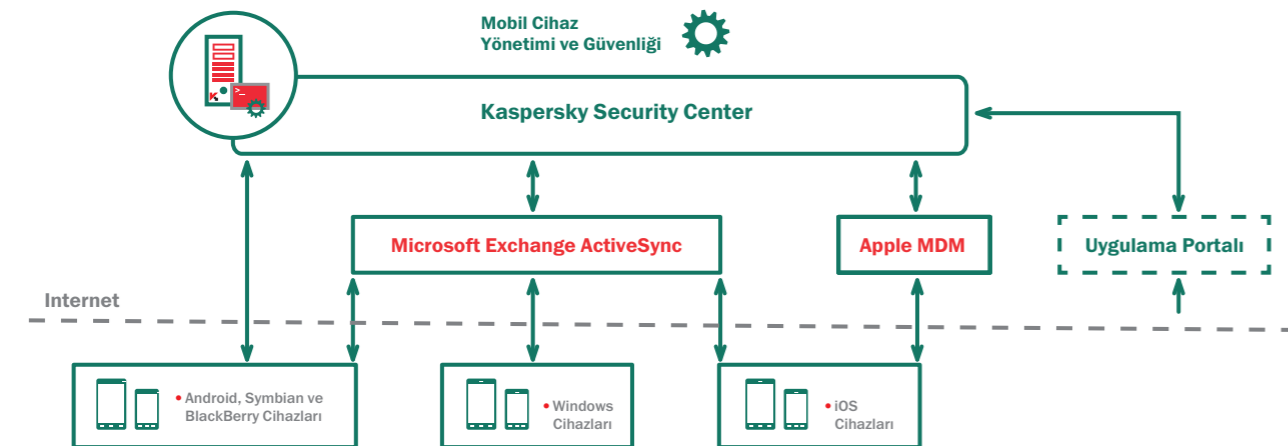 Mobil Cihaz
Yönetimi ve Güvenliği
Kaspersky Security Center
Microsoft Exchange ActiveSync
Apple MDM
Uygulama Portalı
Internet
• Android, Symbian ve
BlackBerry Cihazları
• Windows
Cihazları
• iOS
Cihazları